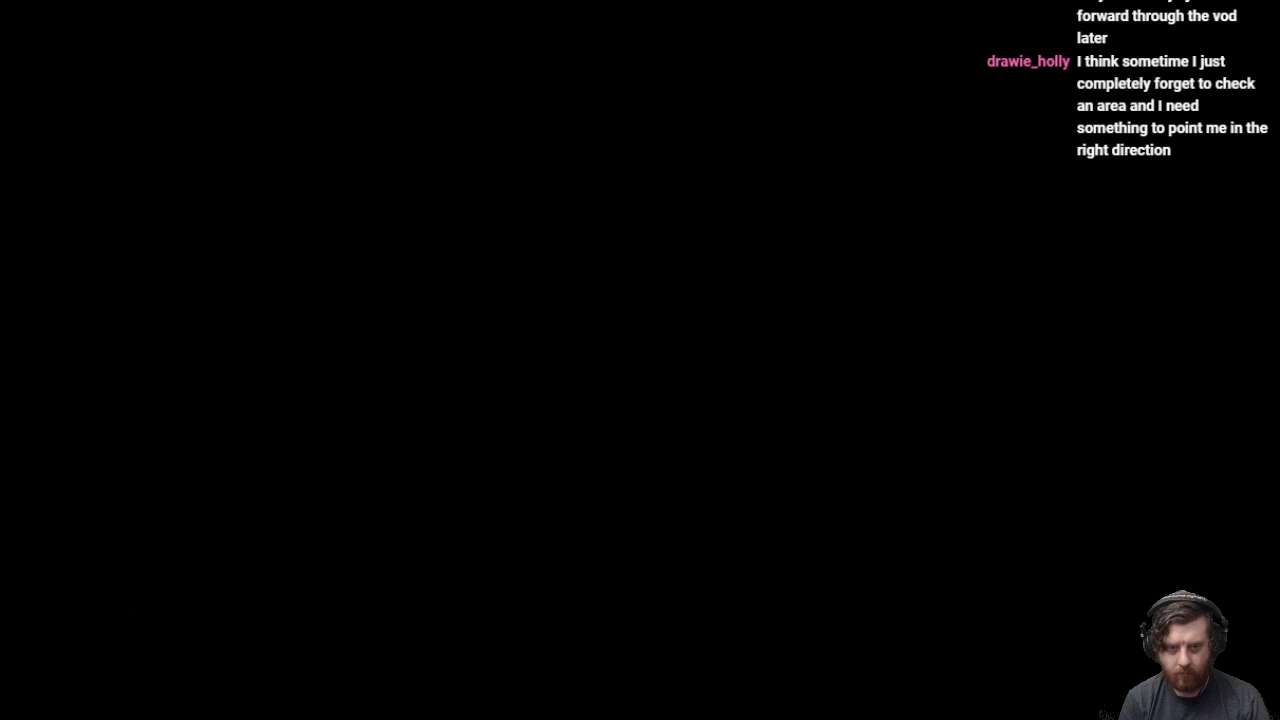 forward through the vod
later
drawie_holly I think sometime I just
completely forget to check
an area and I need
something to point me in the
right direction